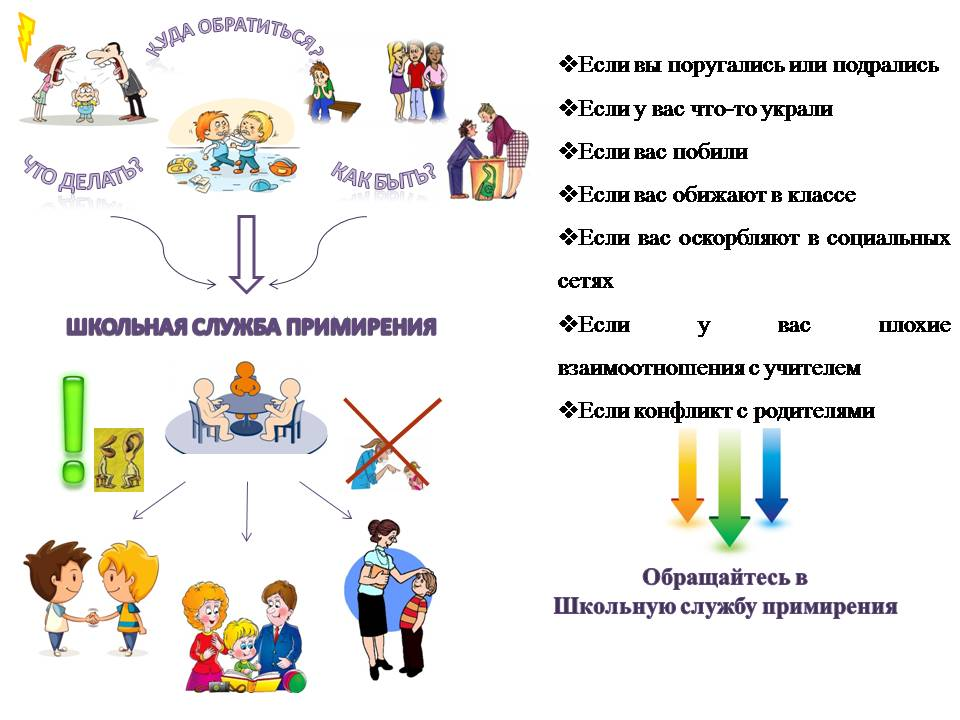 КУДА ОБРАТИТЬСЯ?
ЧТО ДЕЛАТЬ?
КАК БЫТЬ?
ШКОЛЬНАЯ СЛУЖБА ПРИМИРЕНИЯ
❖Если вы поругались или подрались
❖Если у вас что-то украли
❖Если вас побили
❖Если вас обижают в классе
❖Если вас оскорбляют в социальных
сетях
❖Если у вас плохие
взаимоотношения с учителем
❖Если конфликт с родителями
Обращайтесь в
Школьную службу примирения